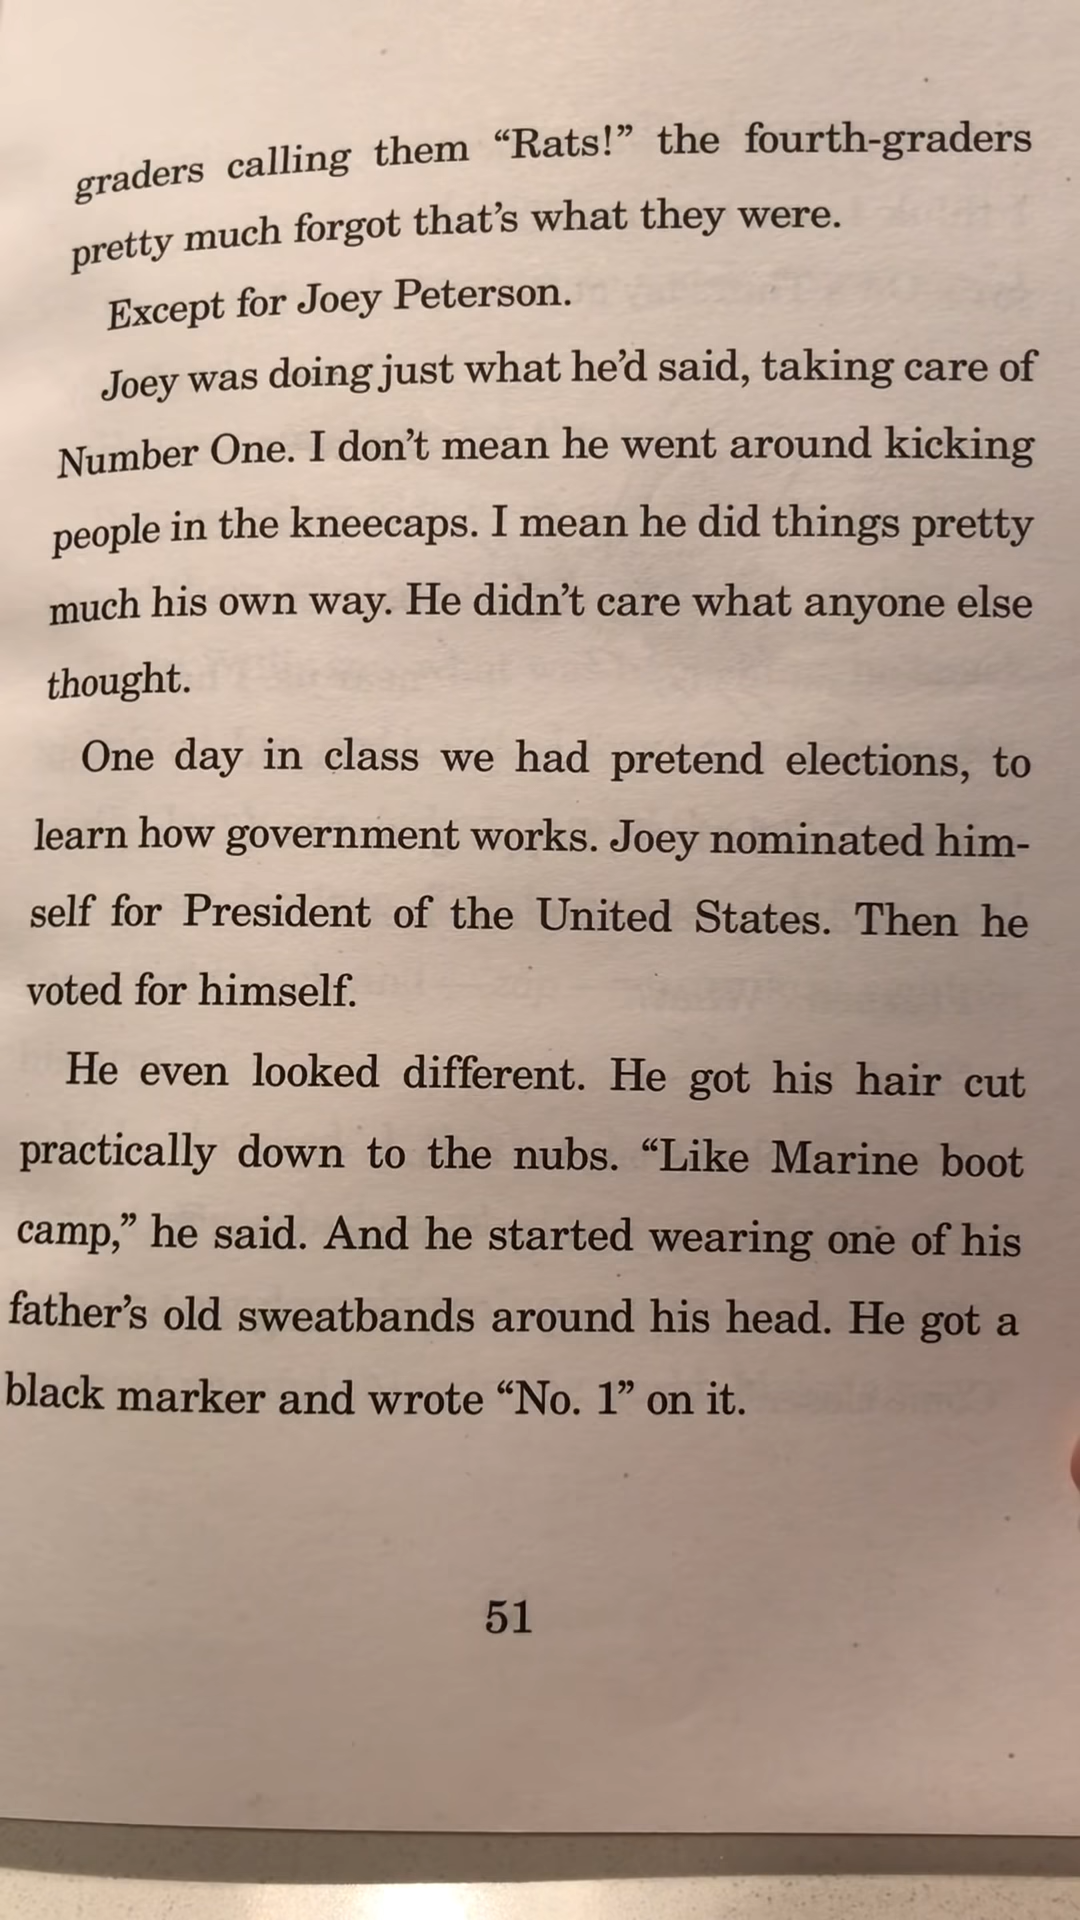 graders calling them “Rats!” the fourth-graders
pretty much forgot that’s what they were.
Except for Joey Peterson.
Joey was doing just what he’d said, taking care of
Number One. I don’t mean he went around kicking
people in the kneecaps. I mean he did things pretty
much his own way. He didn’t care what anyone else
thought.
One day in class we had pretend elections, to
learn how government works. Joey nominated him-
self for President of the United States. Then he
voted for himself.
He even looked different. He got his hair cut
practically down to the nubs. “Like Marine boot
camp,” he said. And he started wearing one of his
father’s old sweatbands around his head. He got a
black marker and wrote “No. 1” on it.
51